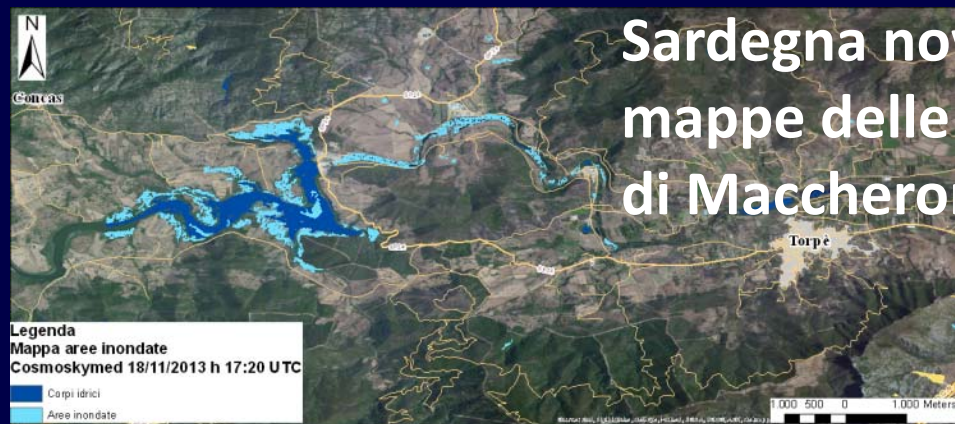 Sardegna nov
mappe delle
di Maccheron
N
Concas
Torpè
Legenda
Mappa aree inondate
Cosmoskymed 18/11/2013 h 17:20 UTC
Corpi idrici
Aree inondate
1.000 500 0 1.000 Meters